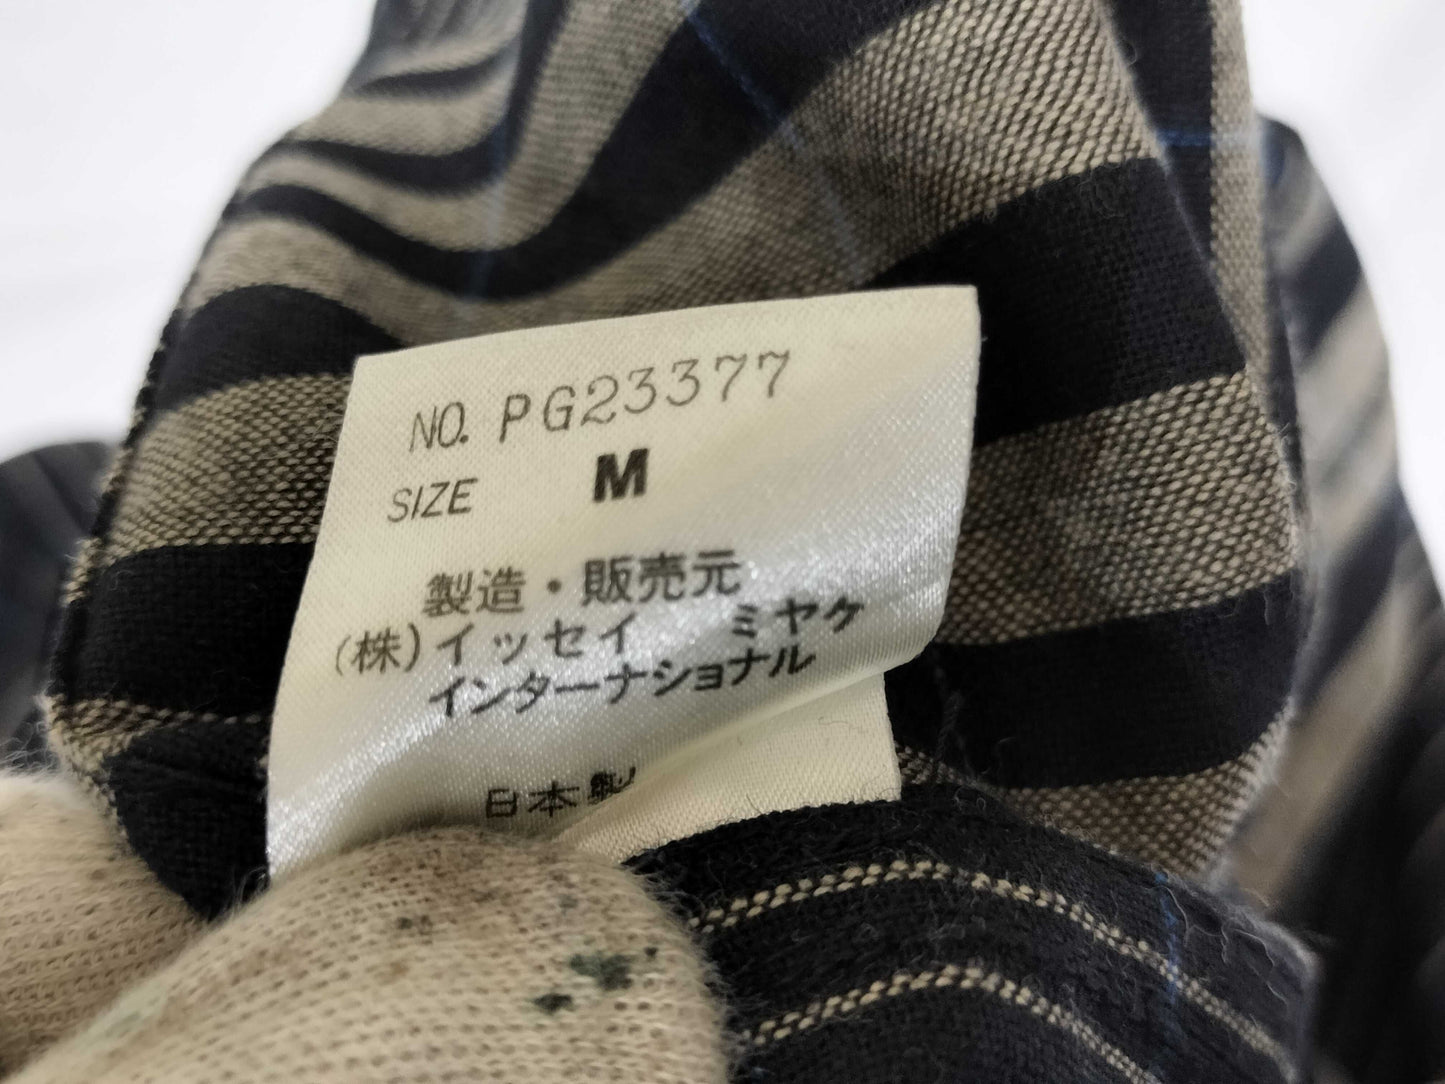 NO. PG23377
SIZE M
製造・販売元
(株)イッセイ ミヤケ
インターナショナル
日本製